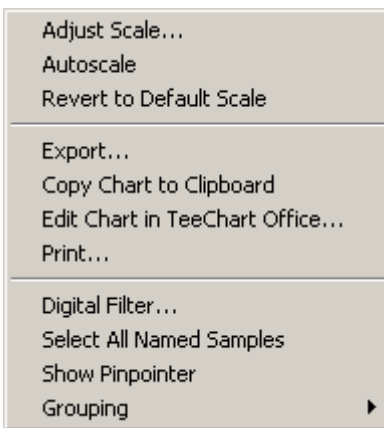 Adjust Scale...
Autoscale
Revert to Default Scale
Export...
Copy Chart to Clipboard
Edit Chart in TeeChart Office...
Print...
Digital Filter...
Select All Named Samples
Show Pinpointer
Grouping